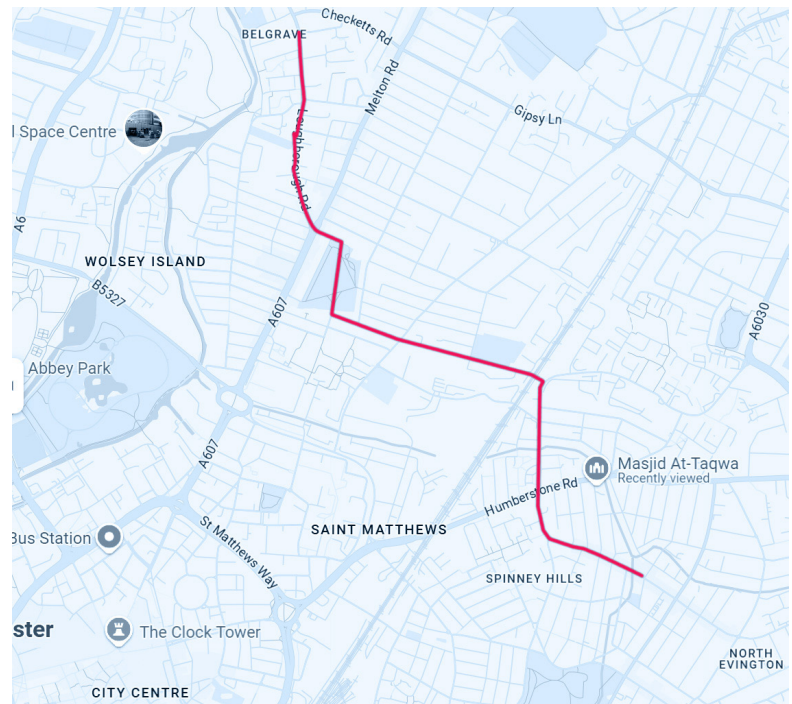 Checketts Rd
BELGRAVE
Melton Rd
Gipsy Ln
l Space Centre
Loughborough Rd
A6
WOLSEY ISLAND
B5327
A607
A6030
Abbey Park
A607
Masjid At-Taqwa
Recently viewed
Humberstone Rd
St Matthews Way
SAINT MATTHEWS
Bus Station
SPINNEY HILLS
ster
The Clock Tower
NORTH
EVINGTON
CITY CENTRE